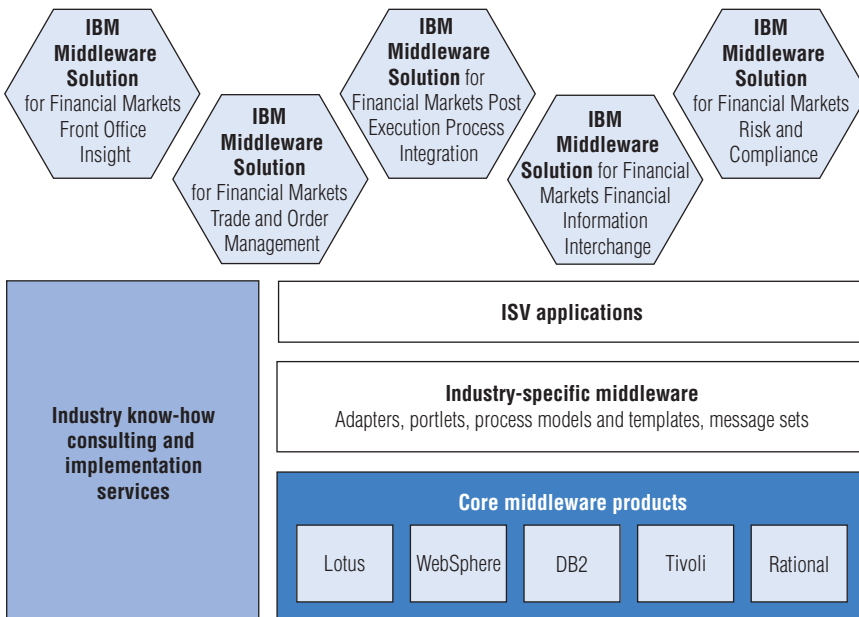 IBM
Middleware
Solution
for Financial Markets
Front Office
Insight
IBM
Middleware
Solution
for Financial Markets
Trade and Order
Management
IBM
Middleware
Solution for
Financial Markets Post
Execution Process
Integration
IBM
Middleware
Solution for Financial
Markets Financial
Information
Interchange
IBM
Middleware
Solution
for Financial Markets
Risk and
Compliance
Industry know-how
consulting and
implementation
services
ISV applications
Industry-specific middleware
Adapters, portlets, process models and templates, message sets
Core middleware products
Lotus
WebSphere
DB2
Tivoli
Rational